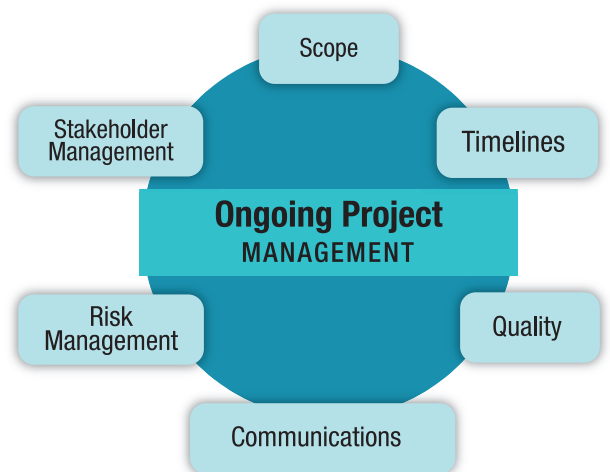 Scope
Stakeholder
Management
Timelines
Ongoing Project
MANAGEMENT
Risk
Management
Quality
Communications